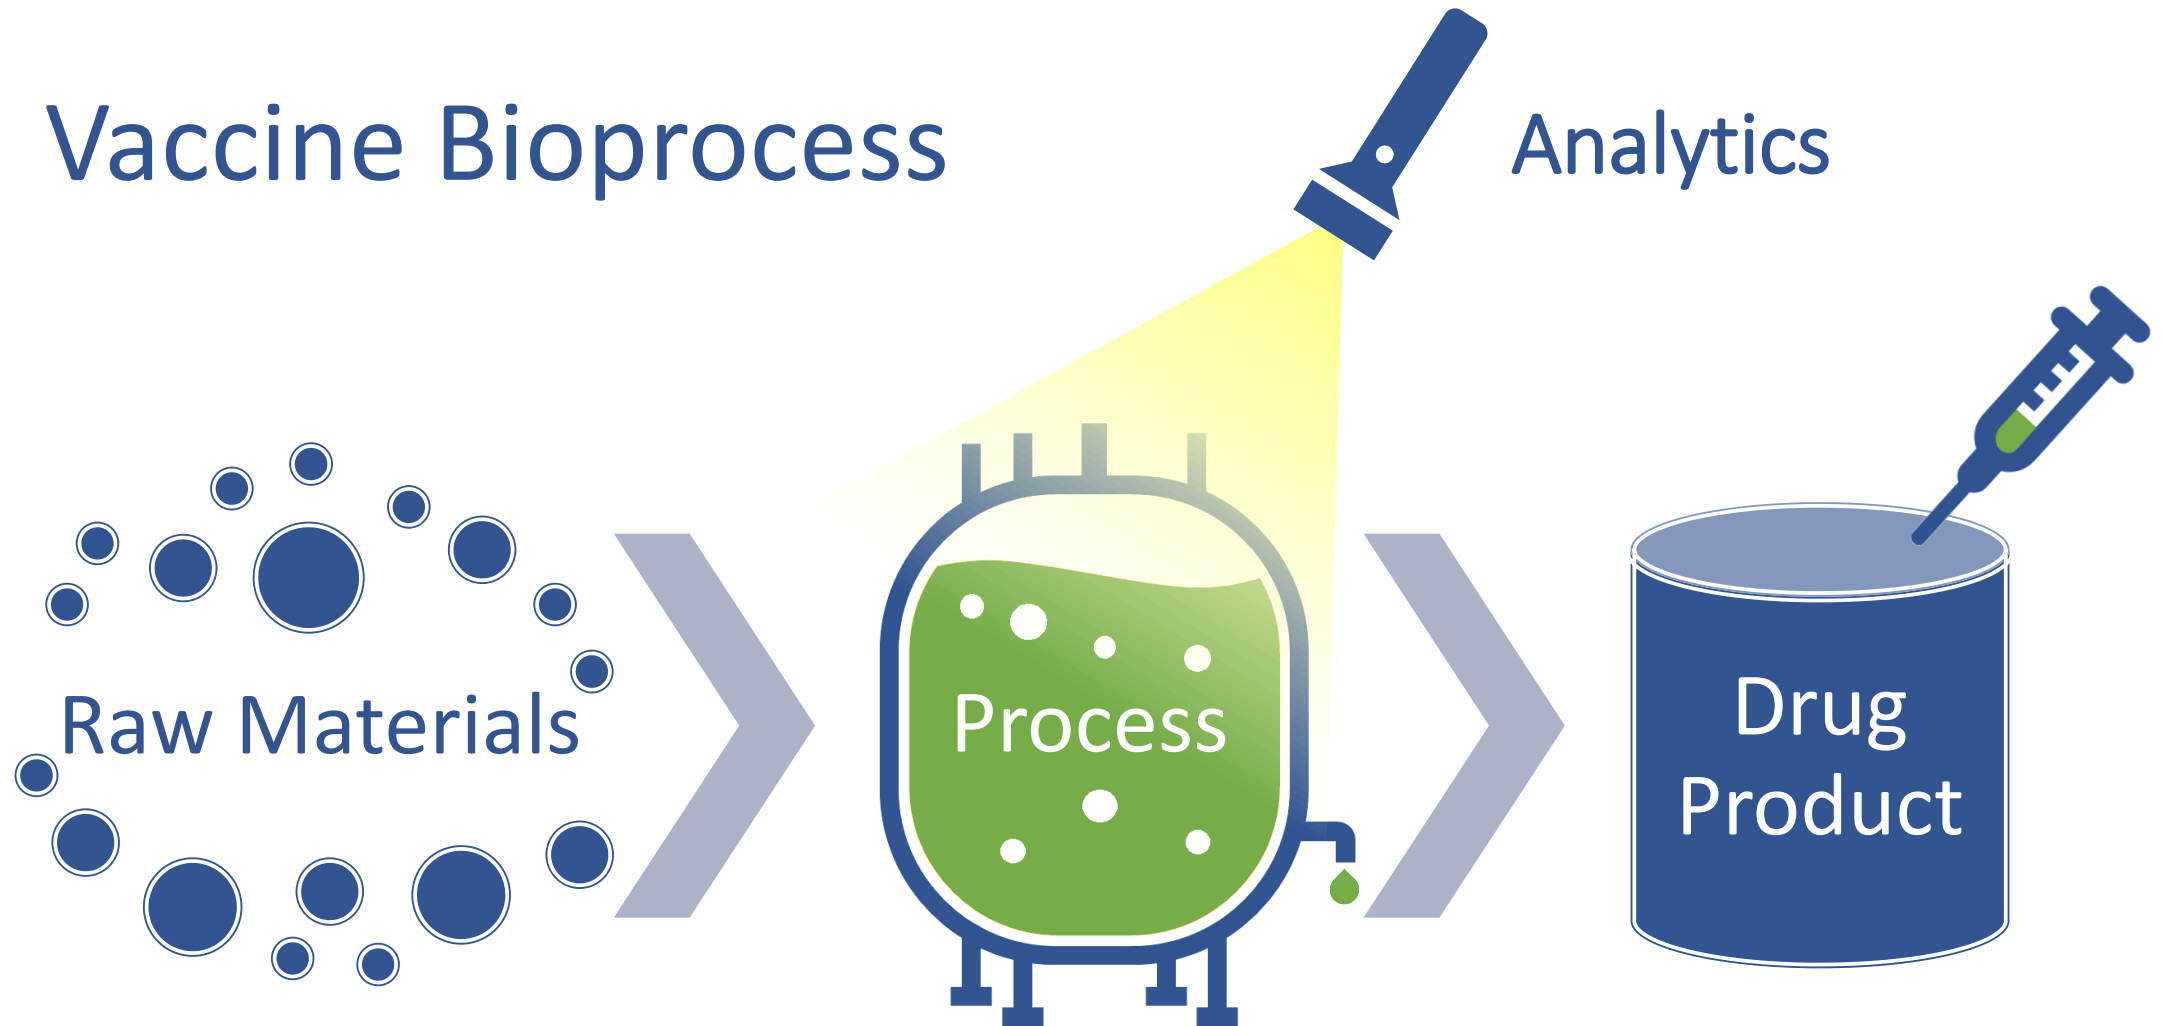 Vaccine Bioprocess
Analytics
Raw Materials
Process
Drug
Product